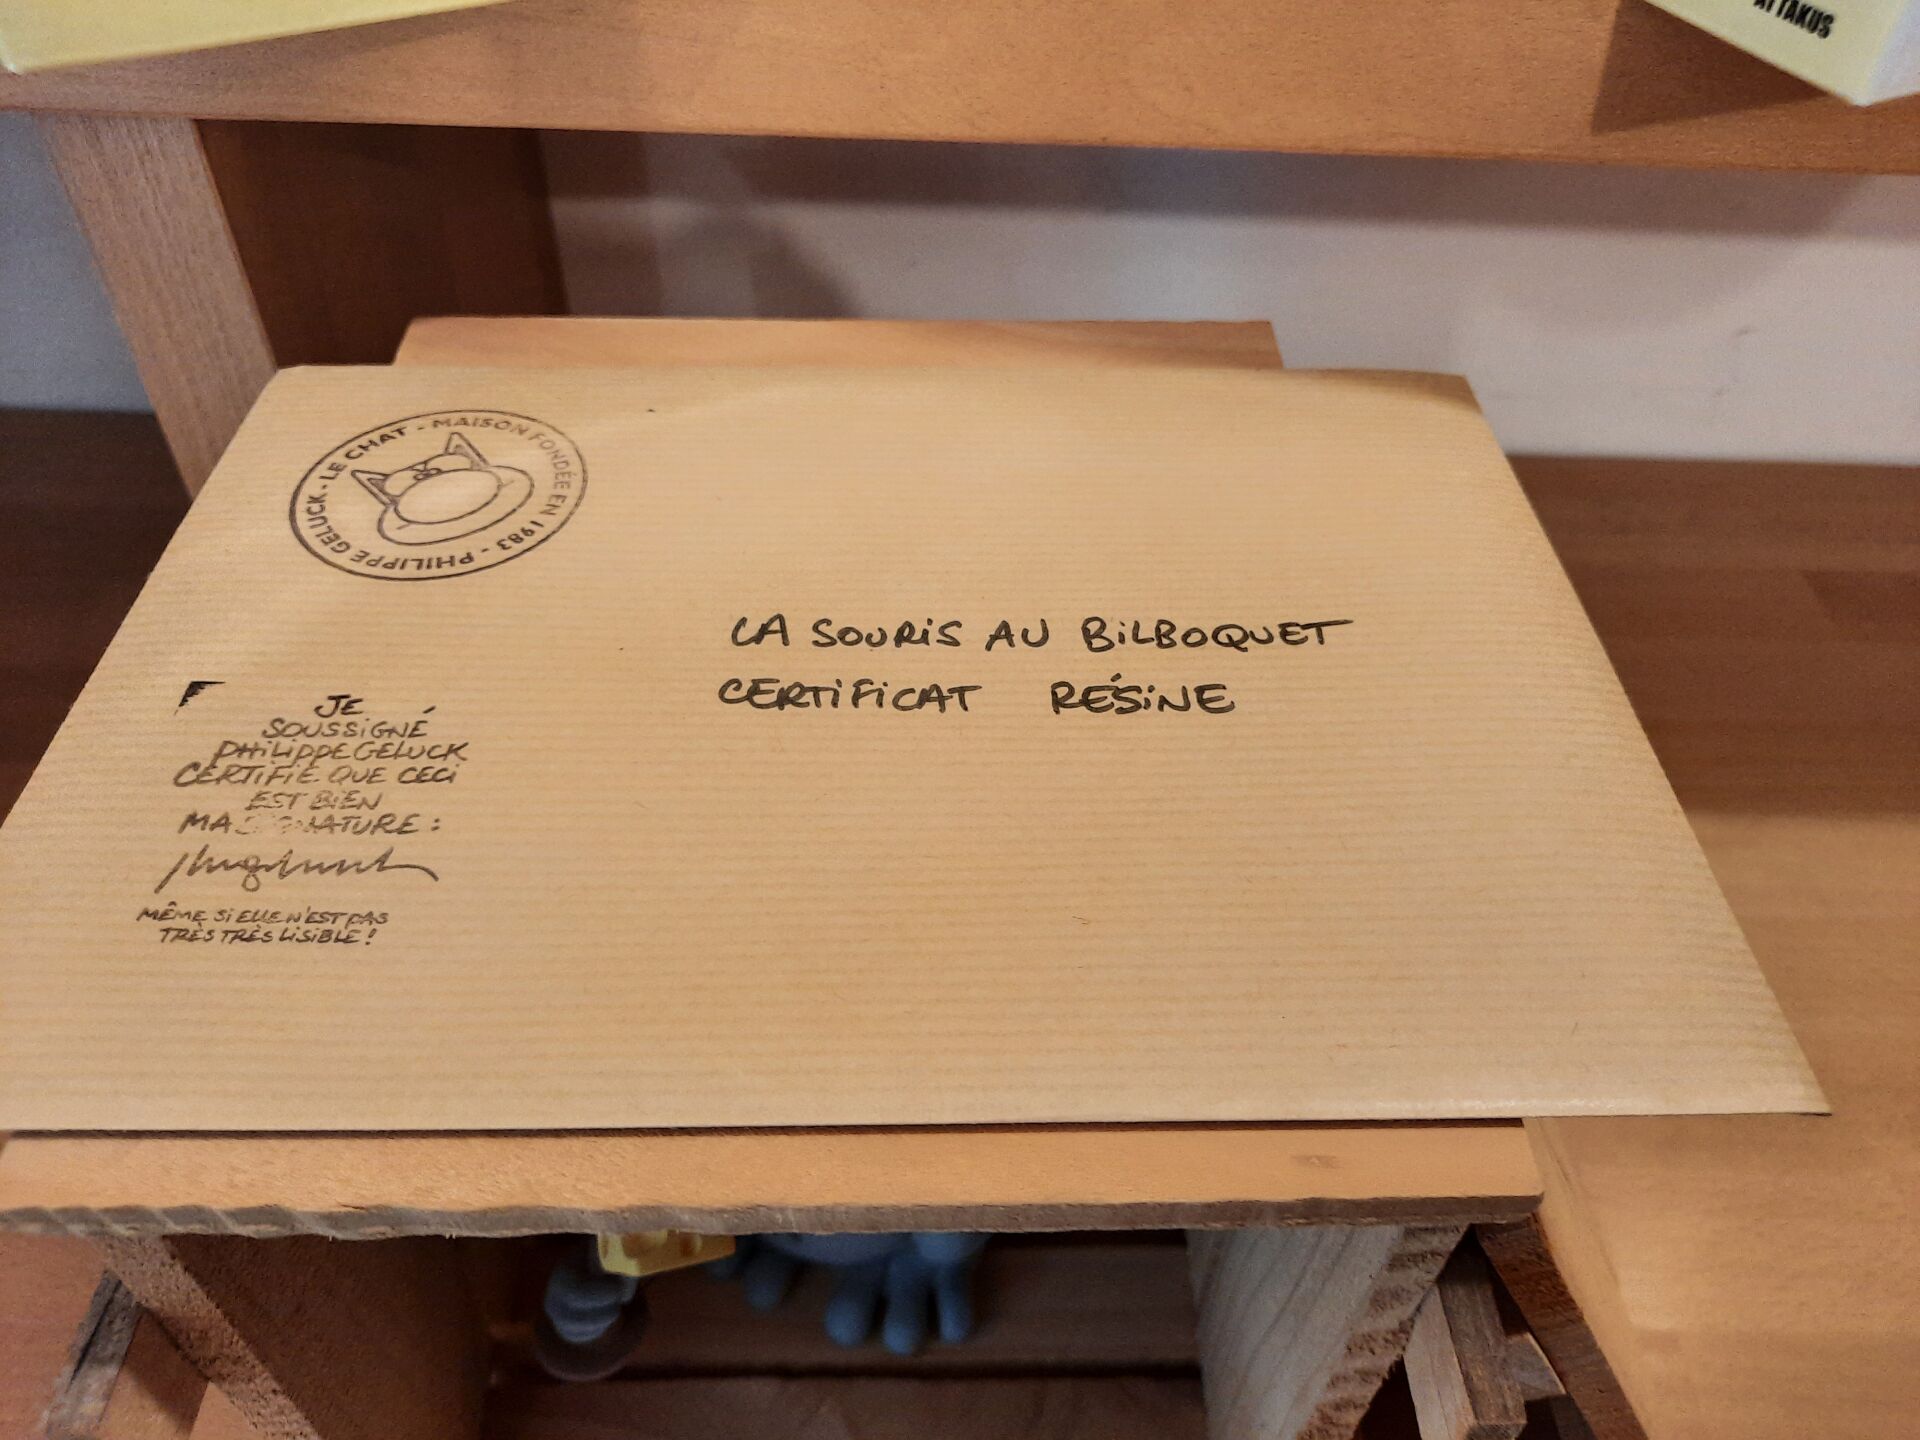 ATTAKUS
PHILIPPE GELUCK - LE CHAT - MAISON FONDÉE EN 1983 -
LA SOURIS AU BILBOQUET
CERTIFICAT RÉSINE
JE
SOUSSIGNÉ
PHILIPPE GELUCK
CERTIFIE QUE CECI
EST BIEN
MA SIGNATURE :
MÊME SI ELLE N'EST PAS
TRÈS TRÈS LISIBLE !